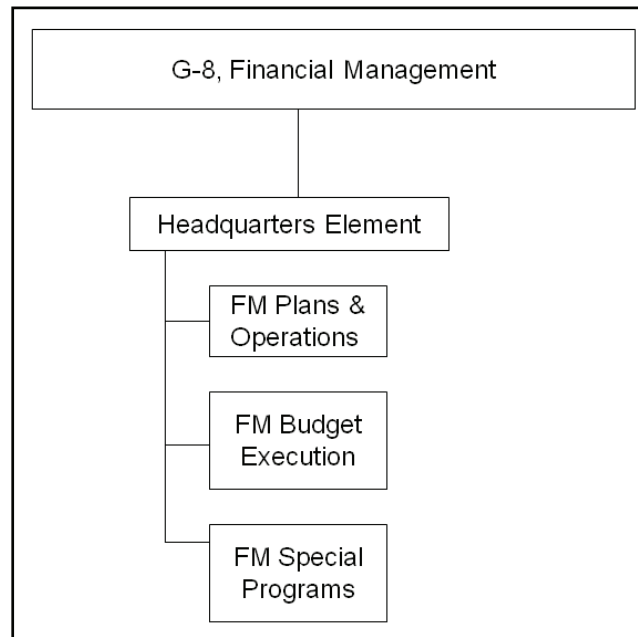 G-8, Financial Management
Headquarters Element
FM Plans &
Operations
FM Budget
Execution
FM Special
Programs